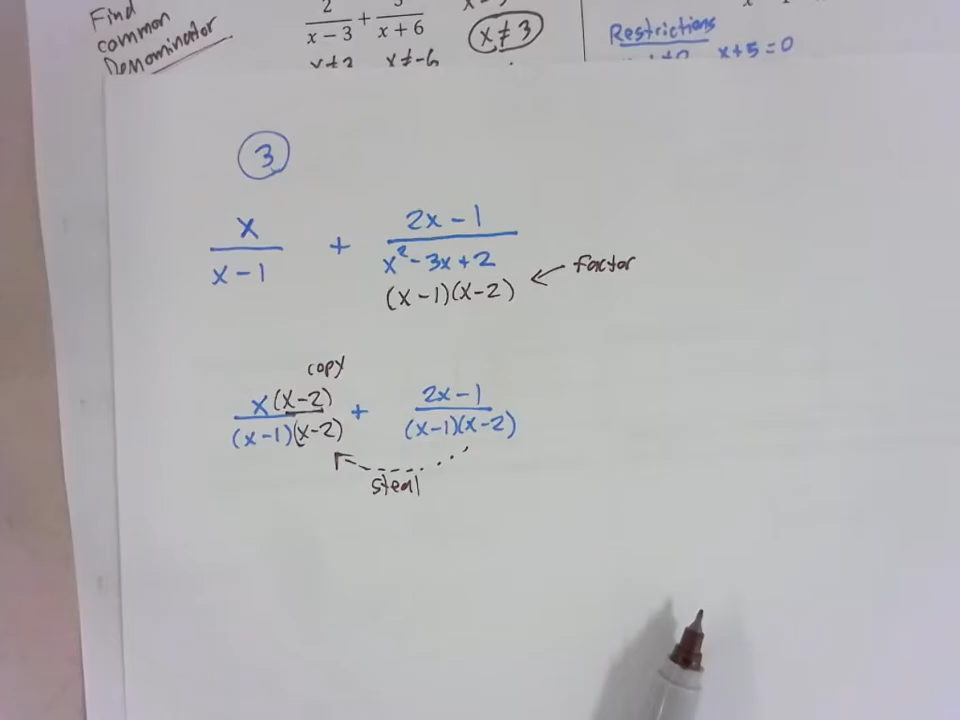 Find
common
Denominator
2/(x − 3) + /(x + 6)
x ≠ 3
x ≠ -6
Restrictions
x + 5 = 0
3
x/(x − 1) + (2x − 1)/(x² − 3x + 2)
(x − 1)(x − 2) ← factor
copy
x(x − 2)/((x − 1)(x − 2)) + (2x − 1)/((x − 1)(x − 2))
steal